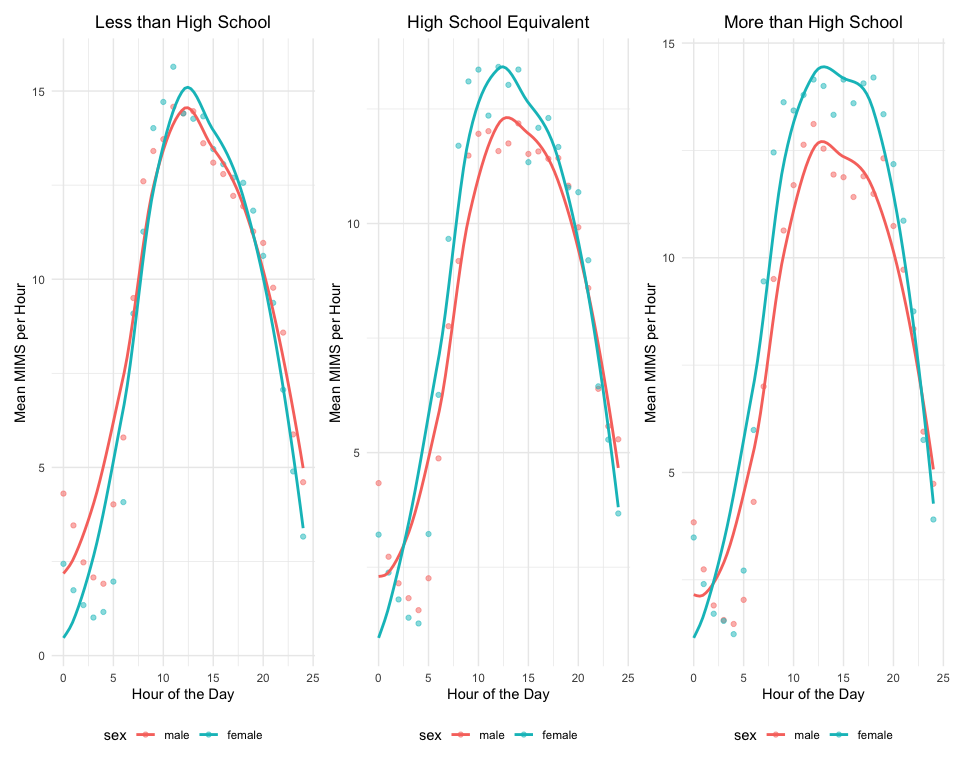 Less than High School
High School Equivalent
More than High School
Mean MIMS per Hour
15
10
5
0
0 5 10 15 20 25
Hour of the Day
sex male female
Mean MIMS per Hour
10
5
0 5 10 15 20 25
Hour of the Day
sex male female
Mean MIMS per Hour
15
10
5
0 5 10 15 20 25
Hour of the Day
sex male female